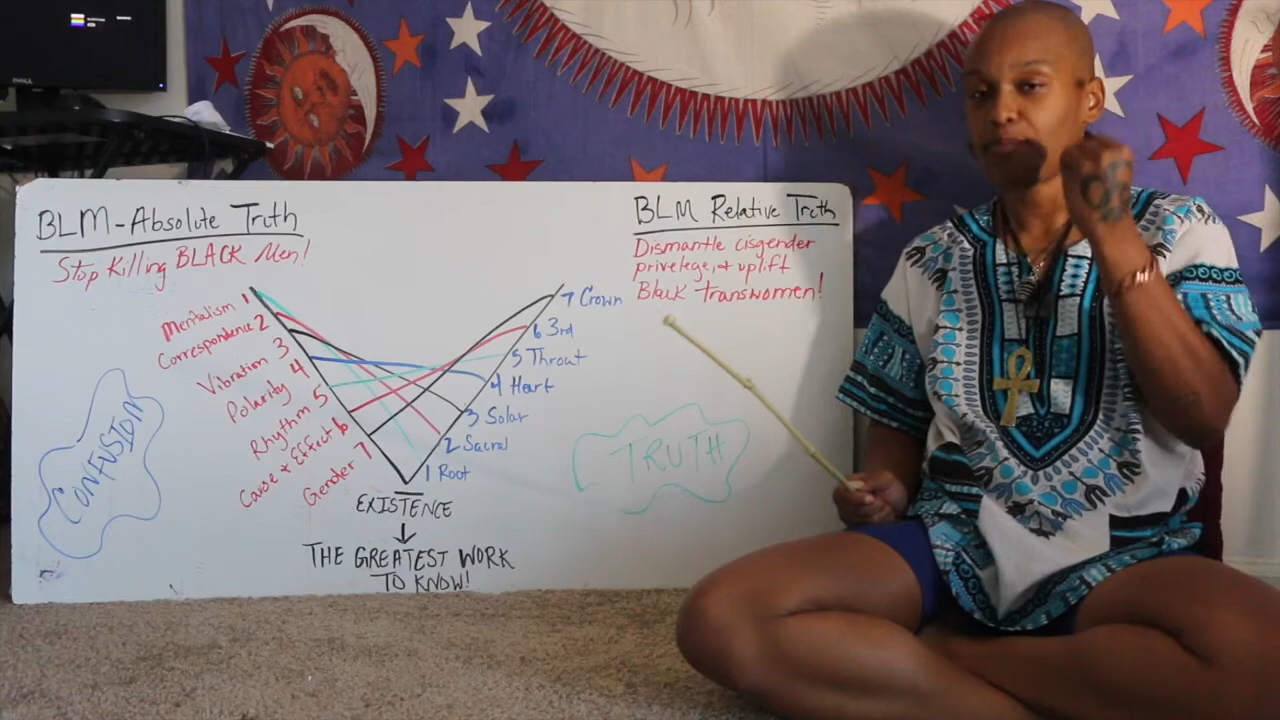 BLM-Absolute Truth
Stop Killing BLACK Men!
Mentalism 1
Correspondence 2
Vibration 3
Polarity 4
Rhythm 5
Cause + Effect 6
Gender 7
7 Crown
6 3rd
5 Throat
4 Heart
3 Solar
2 Sacral
1 Root
EXISTENCE
THE GREATEST WORK
TO KNOW!
CONFUSION
BLM Relative Truth
Dismantle cisgender
privelege, + uplift
Black transwomen!
TRUTH
DELL